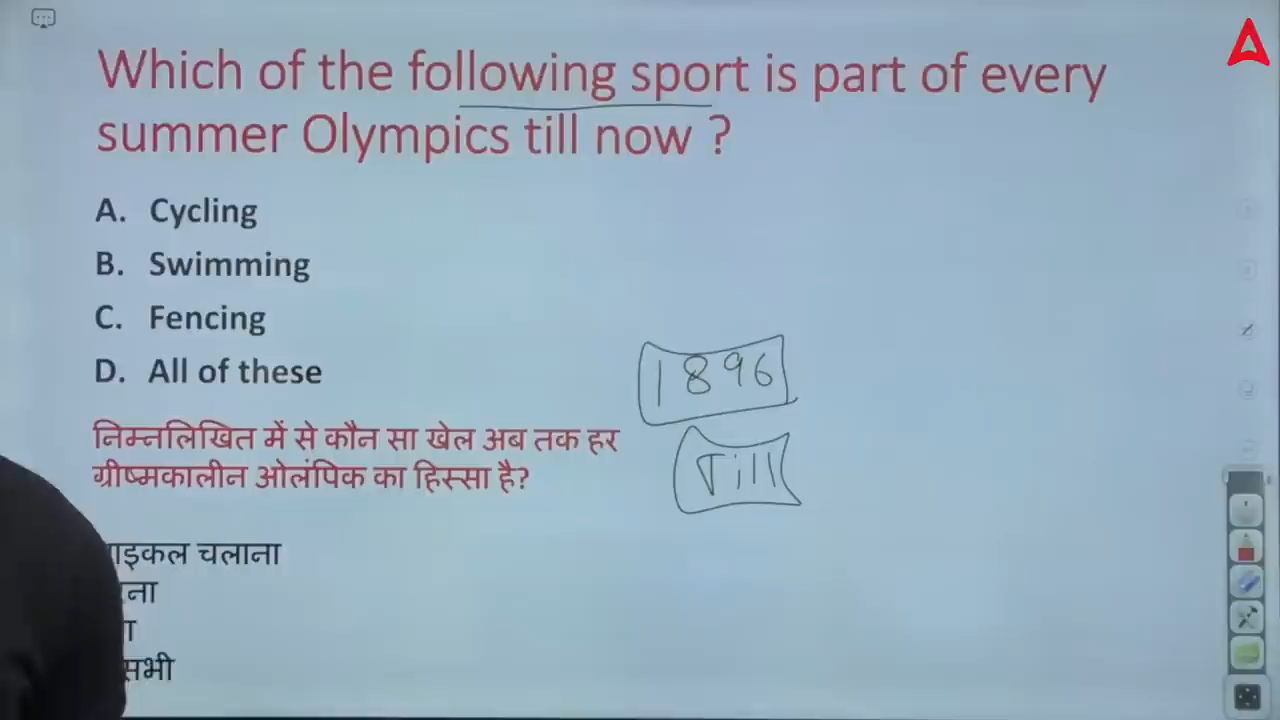 Which of the following sport is part of every
summer Olympics till now ?
A. Cycling
B. Swimming
C. Fencing
D. All of these
1896
Till
निम्नलिखित में से कौन सा खेल अब तक हर
ग्रीष्मकालीन ओलंपिक का हिस्सा है?
चलाना
सभी